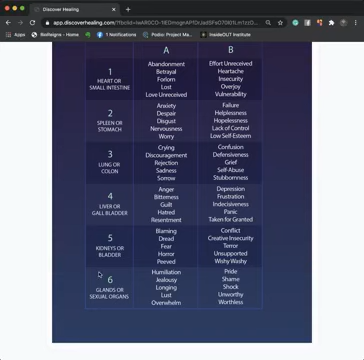 Discover Healing
app.discoverhealing.com
Apps
BioReigns
1 Notifications
Podio: Marketing
InsideOUT Institute
A B
1
HEART OR
SMALL INTESTINE
Abandonment
Betrayal
Forlorn
Lost
Love Unreceived
Effort Unreceived
Heartache
Insecurity
Overjoy
Vulnerability
2
SPLEEN OR
STOMACH
Anxiety
Despair
Disgust
Nervousness
Worry
Failure
Helplessness
Hopelessness
Lack of Control
Low Self-Esteem
3
LUNG OR
COLON
Crying
Discouragement
Rejection
Sadness
Sorrow
Confusion
Defensiveness
Grief
Self-Abuse
Stubbornness
4
LIVER OR
GALL BLADDER
Anger
Bitterness
Guilt
Hatred
Resentment
Depression
Frustration
Indecisiveness
Panic
Taken for Granted
5
KIDNEYS OR
BLADDER
Blaming
Dread
Fear
Horror
Peeved
Conflict
Creative Insecurity
Terror
Unsupported
Wishy Washy
6
GLANDS OR
SEXUAL ORGANS
Humiliation
Jealousy
Longing
Lust
Overwhelm
Pride
Shame
Shock
Unworthy
Worthless